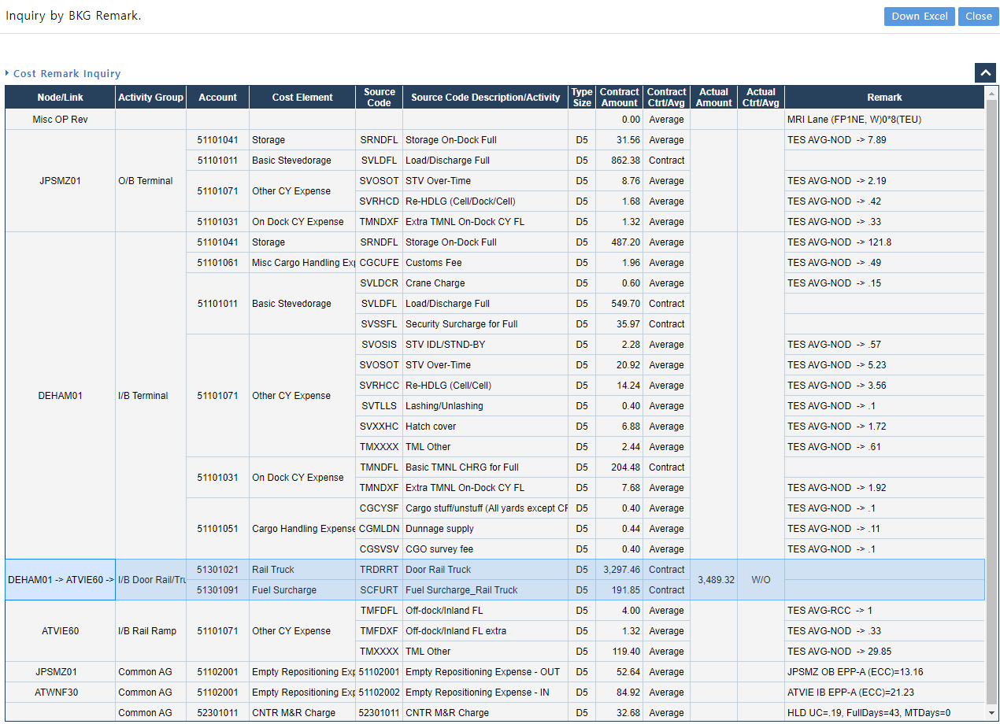 Inquiry by BKG Remark.
Down Excel
Close
Cost Remark Inquiry
Node/Link Activity Group Account Cost Element Source Code Source Code Description/Activity Type Size Contract Amount Contract Ctrt/Avg Actual Amount Actual Ctrt/Avg Remark
Misc OP Rev 0.00 Average MRI Lane (FP1NE, W)0*8(TEU)
JPSMZ01 O/B Terminal 51101041 Storage SRNDFL Storage On-Dock Full D5 31.56 Average TES AVG-NOD -> 7.89
51101011 Basic Stevedorage SVLDFL Load/Discharge Full D5 862.38 Contract
51101071 Other CY Expense SVOSOT STV Over-Time D5 8.76 Average TES AVG-NOD -> 2.19
SVRHCD Re-HDLG (Cell/Dock/Cell) D5 1.68 Average TES AVG-NOD -> .42
51101031 On Dock CY Expense TMNDXF Extra TMNL On-Dock CY FL D5 1.32 Average TES AVG-NOD -> .33
DEHAM01 I/B Terminal 51101041 Storage SRNDFL Storage On-Dock Full D5 487.20 Average TES AVG-NOD -> 121.8
51101061 Misc Cargo Handling Exp CGCUFE Customs Fee D5 1.96 Average TES AVG-NOD -> .49
51101011 Basic Stevedorage SVLDCR Crane Charge D5 0.60 Average TES AVG-NOD -> .15
SVLDFL Load/Discharge Full D5 549.70 Contract
SVSSFL Security Surcharge for Full D5 35.97 Contract
51101071 Other CY Expense SVOSIS STV IDL/STND-BY D5 2.28 Average TES AVG-NOD -> .57
SVOSOT STV Over-Time D5 20.92 Average TES AVG-NOD -> 5.23
SVRHCC Re-HDLG (Cell/Cell) D5 14.24 Average TES AVG-NOD -> 3.56
SVTLLS Lashing/Unlashing D5 0.40 Average TES AVG-NOD -> .1
SVXXHC Hatch cover D5 6.88 Average TES AVG-NOD -> 1.72
TMXXXX TML Other D5 2.44 Average TES AVG-NOD -> .61
51101031 On Dock CY Expense TMNDFL Basic TMNL CHRG for Full D5 204.48 Contract
TMNDXF Extra TMNL On-Dock CY FL D5 7.68 Average TES AVG-NOD -> 1.92
51101051 Cargo Handling Expense CGCYSF Cargo stuff/unstuff (All yards except CF D5 0.40 Average TES AVG-NOD -> .1
CGMLDN Dunnage supply D5 0.44 Average TES AVG-NOD -> .11
CGSVSV CGO survey fee D5 0.40 Average TES AVG-NOD -> .1
DEHAM01 -> ATVIE60 -> I/B Door Rail/Tru 51301021 Rail Truck TRDRRT Door Rail Truck D5 3,297.46 Contract 3,489.32 W/O
51301091 Fuel Surcharge SCFURT Fuel Surcharge_Rail Truck D5 191.85 Contract
ATVIE60 I/B Rail Ramp 51101071 Other CY Expense TMFDFL Off-dock/Inland FL D5 4.00 Average TES AVG-RCC -> 1
TMFDXF Off-dock/Inland FL extra D5 1.32 Average TES AVG-NOD -> .33
TMXXXX TML Other D5 119.40 Average TES AVG-NOD -> 29.85
JPSMZ01 Common AG 51102001 Empty Repositioning Exp 51102001 Empty Repositioning Expense - OUT D5 52.64 Average JPSMZ OB EPP-A (ECC)=13.16
ATWNF30 Common AG 51102001 Empty Repositioning Exp 51102002 Empty Repositioning Expense - IN D5 84.92 Average ATVIE IB EPP-A (ECC)=21.23
Common AG 52301011 CNTR M&R Charge 52301011 CNTR M&R Charge D5 32.68 Average HLD UC=.19, FullDays=43, MTDays=0